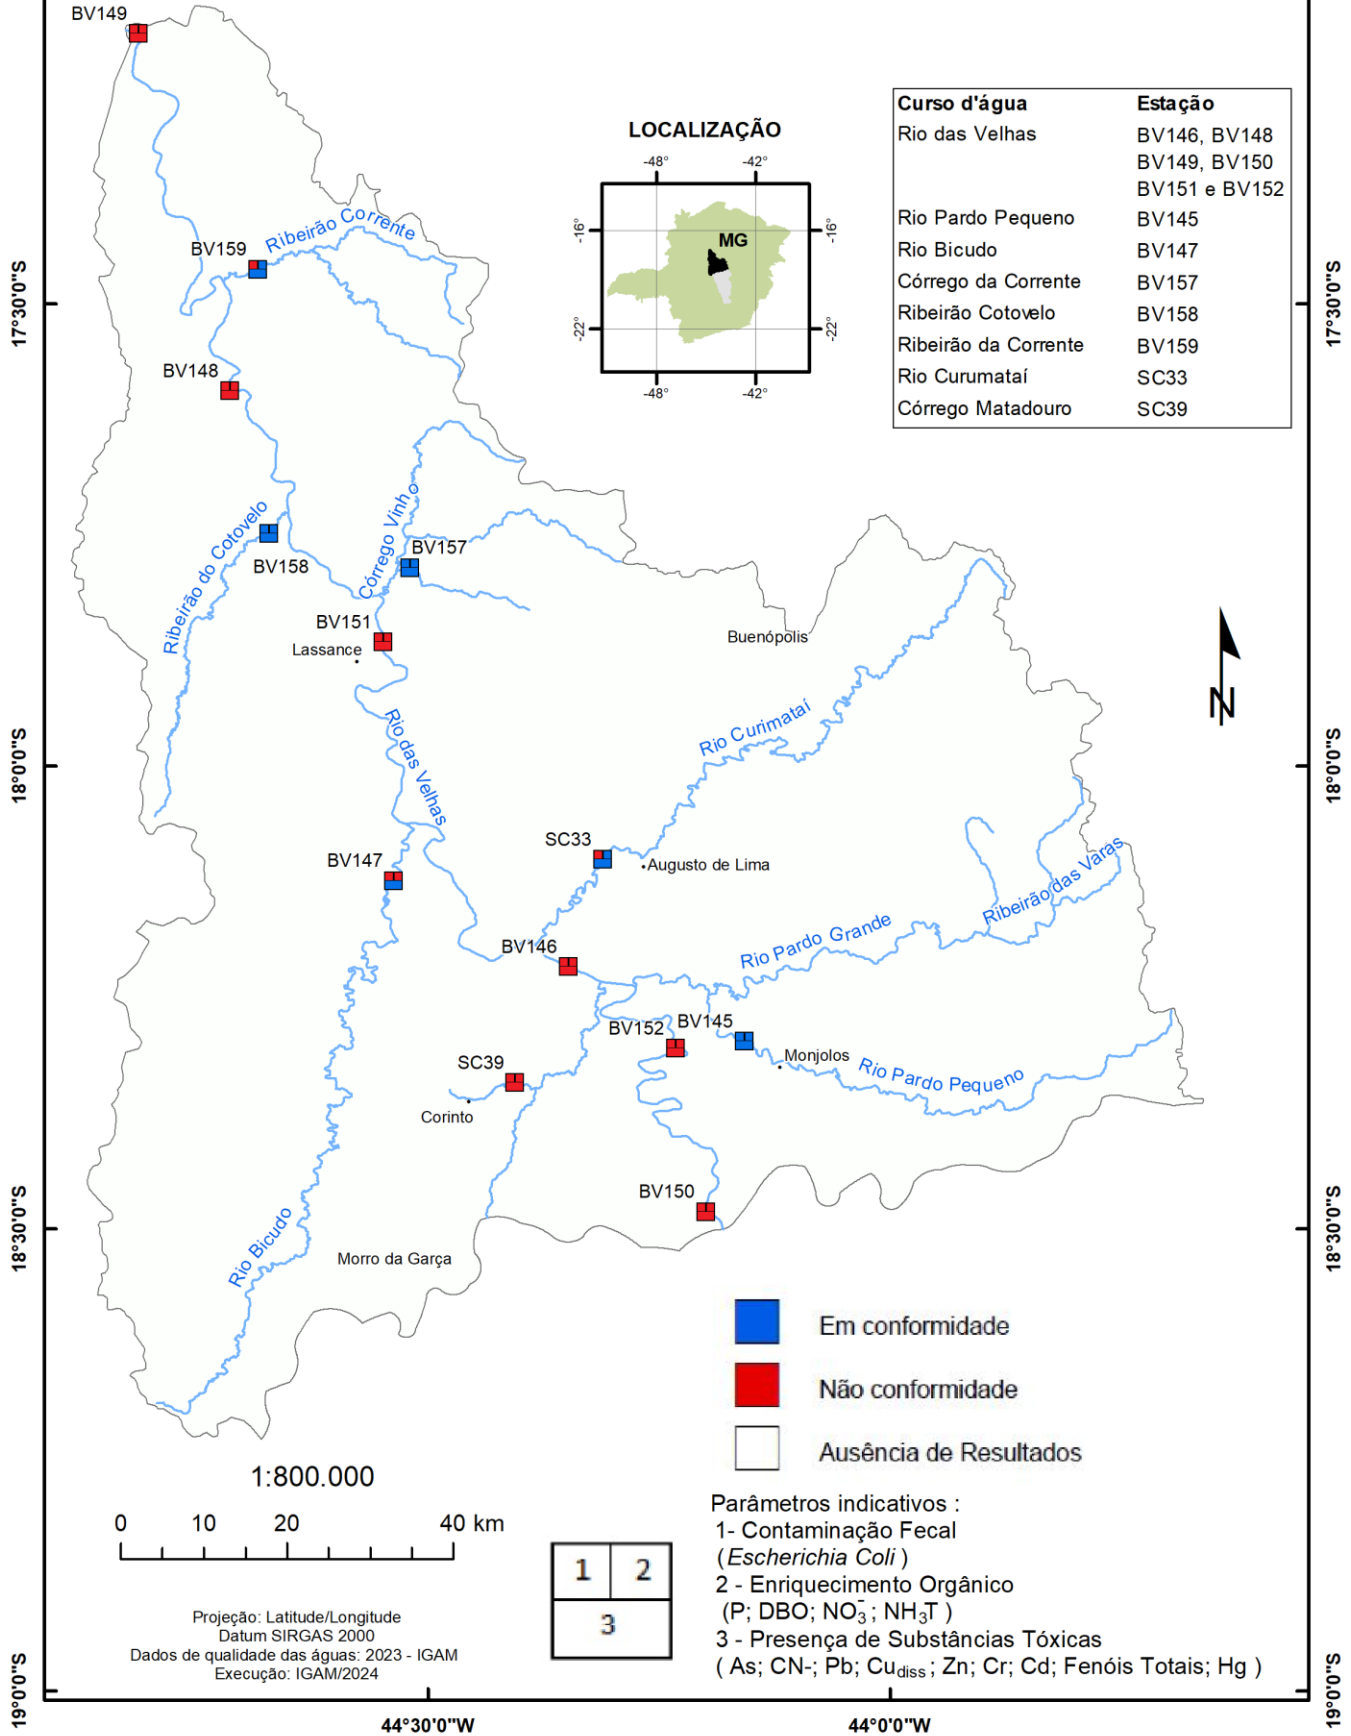 BV149
LOCALIZAÇÃO
-48°
-42°
-16°
-16°
MG
-22°
-22°
-48°
-42°
Curso d'água Estação
Rio das Velhas BV146, BV148
BV149, BV150
BV151 e BV152
Rio Pardo Pequeno BV145
Rio Bicudo BV147
Córrego da Corrente BV157
Ribeirão Cotovelo BV158
Ribeirão da Corrente BV159
Rio Curumataí SC33
Córrego Matadouro SC39
Ribeirão Corrente
BV159
17°30'0"S
17°30'0"S
BV148
Ribeirão do Cotovelo
Córrego Vinho
BV157
BV158
BV151
Lassance
Buenópolis
N
Rio das Velhas
Rio Curimataí
18°0'0"S
18°0'0"S
SC33
Augusto de Lima
BV147
Ribeirão das Varas
Rio Pardo Grande
BV146
BV152
BV145
Monjolos
Rio Pardo Pequeno
SC39
Corinto
BV150
18°30'0"S
18°30'0"S
Rio Bicudo
Morro da Garça
Em conformidade
Não conformidade
Ausência de Resultados
1:800.000
0 10 20 40 km
Projeção: Latitude/Longitude
Datum SIRGAS 2000
Dados de qualidade das águas: 2023 - IGAM
Execução: IGAM/2024
1 2
3
Parâmetros indicativos :
1- Contaminação Fecal
(Escherichia Coli )
2 - Enriquecimento Orgânico
(P; DBO; NO₃⁻; NH₃T )
3 - Presença de Substâncias Tóxicas
( As; CN-; Pb; Cudiss ; Zn; Cr; Cd; Fenóis Totais; Hg )
19°0'0"S
19°0'0"S
44°30'0"W
44°0'0"W